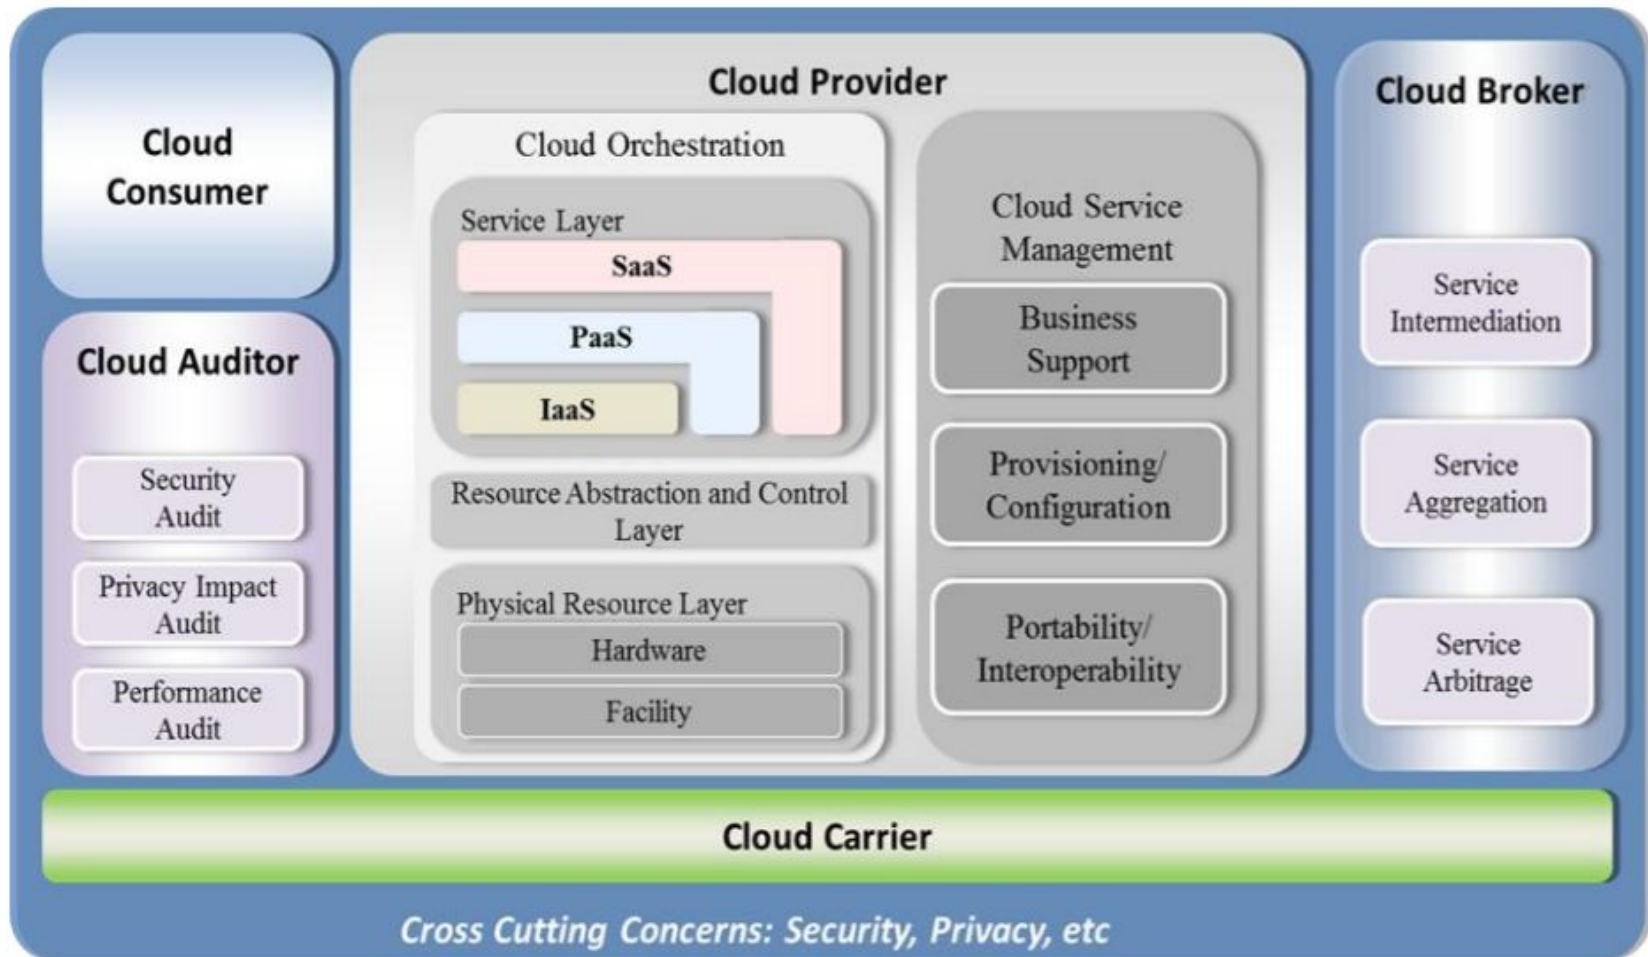 Cloud
Consumer
Cloud Auditor
Security
Audit
Privacy Impact
Audit
Performance
Audit
Cloud Provider
Cloud Orchestration
Service Layer
SaaS
PaaS
IaaS
Resource Abstraction and Control
Layer
Physical Resource Layer
Hardware
Facility
Cloud Service
Management
Business
Support
Provisioning/
Configuration
Portability/
Interoperability
Cloud Broker
Service
Intermediation
Service
Aggregation
Service
Arbitrage
Cloud Carrier
Cross Cutting Concerns: Security, Privacy, etc